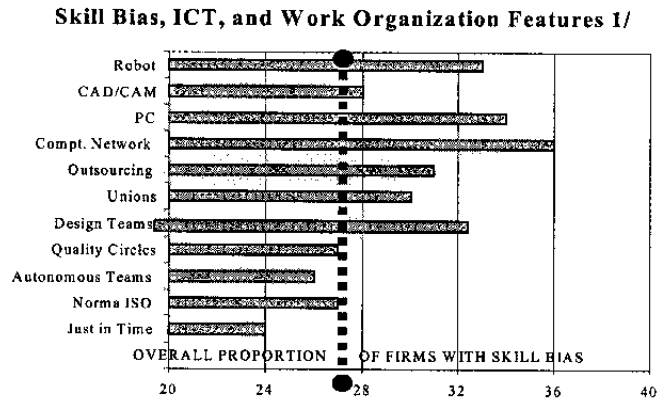 Skill Bias, ICT, and Work Organization Features 1/
Robot
CAD/CAM
PC
Compt. Network
Outsourcing
Unions
Design Teams
Quality Circles
Autonomous Teams
Norma ISO
Just in Time
OVERALL PROPORTION OF FIRMS WITH SKILL BIAS
20 24 28 32 36 40